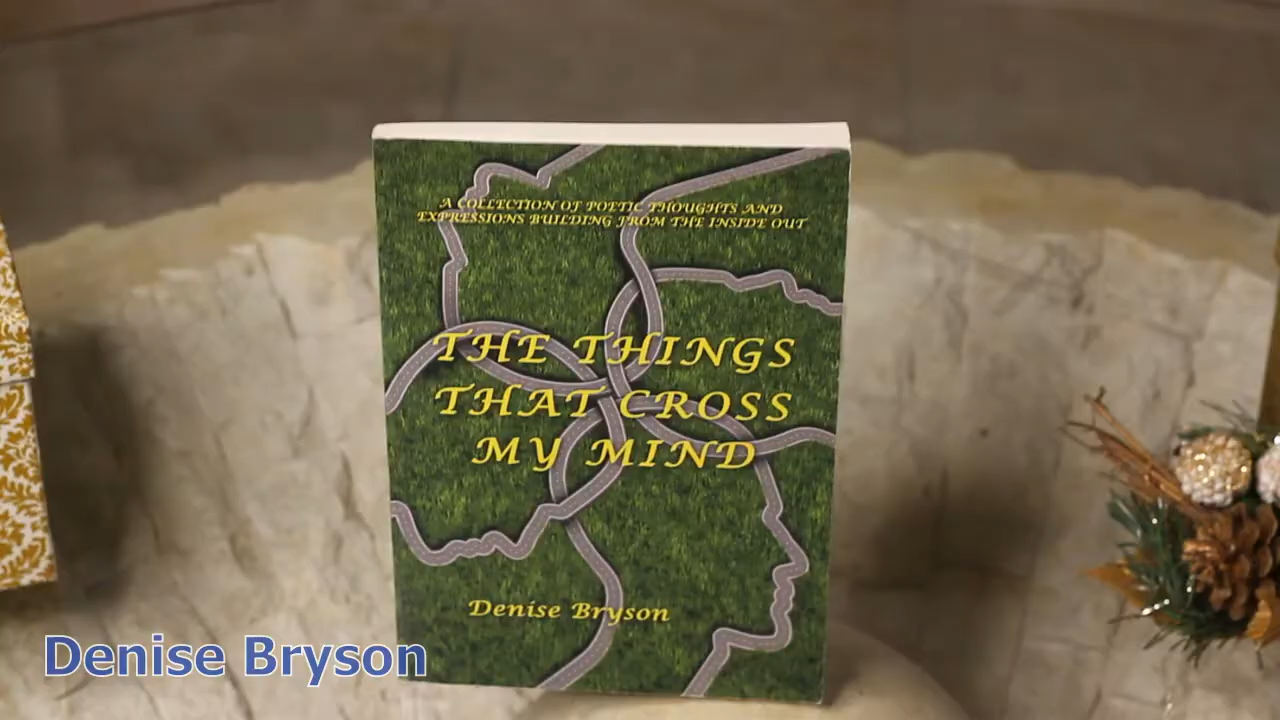 A COLLECTION OF POETIC THOUGHTS AND
EXPRESSIONS BUILDING FROM THE INSIDE OUT
THE THINGS
THAT CROSS
MY MIND
Denise Bryson
Denise Bryson